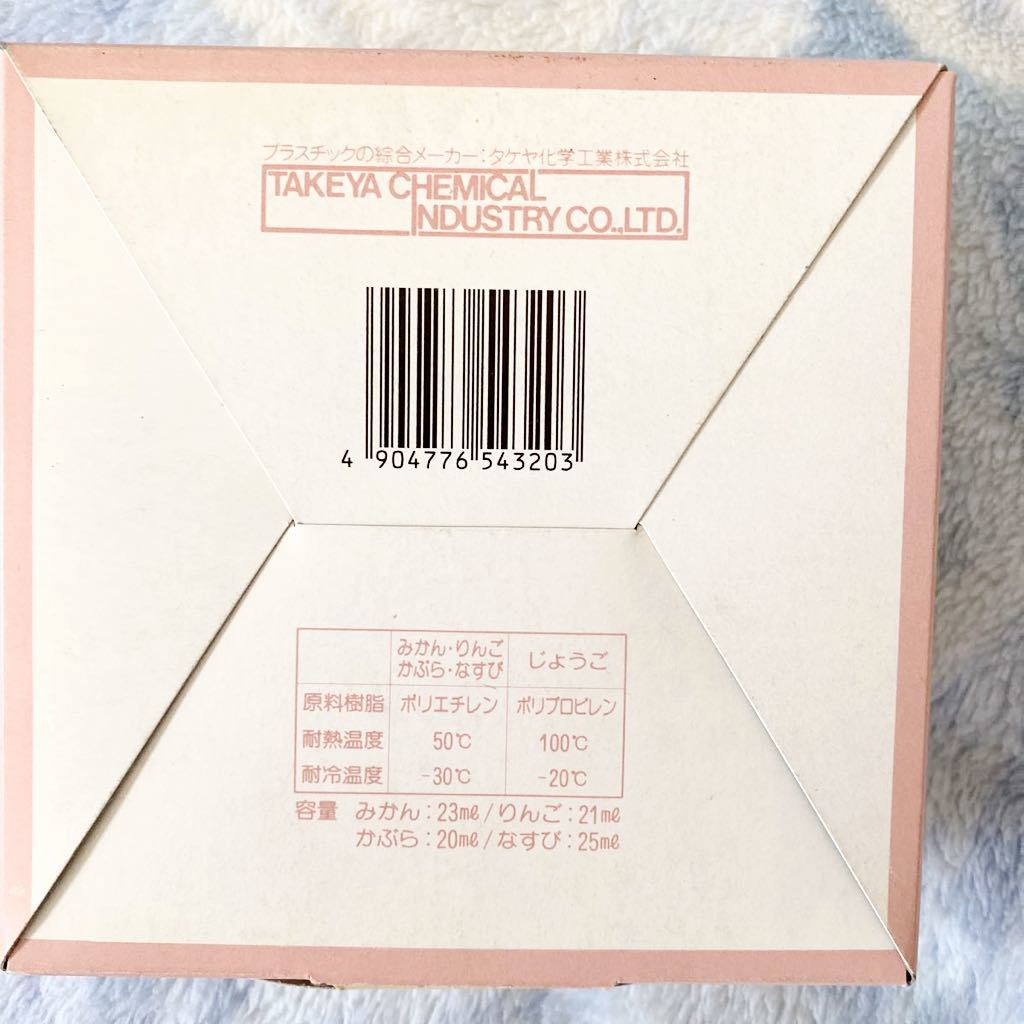 プラスチックの綜合メーカー:タケヤ化学工業株式会社
TAKEYA CHEMICAL
INDUSTRY CO.,LTD.
4 904776 543203
みかん・りんご
かぶら・なすび
じょうご
原料樹脂 ポリエチレン ポリプロピレン
耐熱温度 50℃ 100℃
耐冷温度 -30℃ -20℃
容量 みかん:23mℓ/りんご:21mℓ
かぶら:20mℓ/なすび:25mℓ